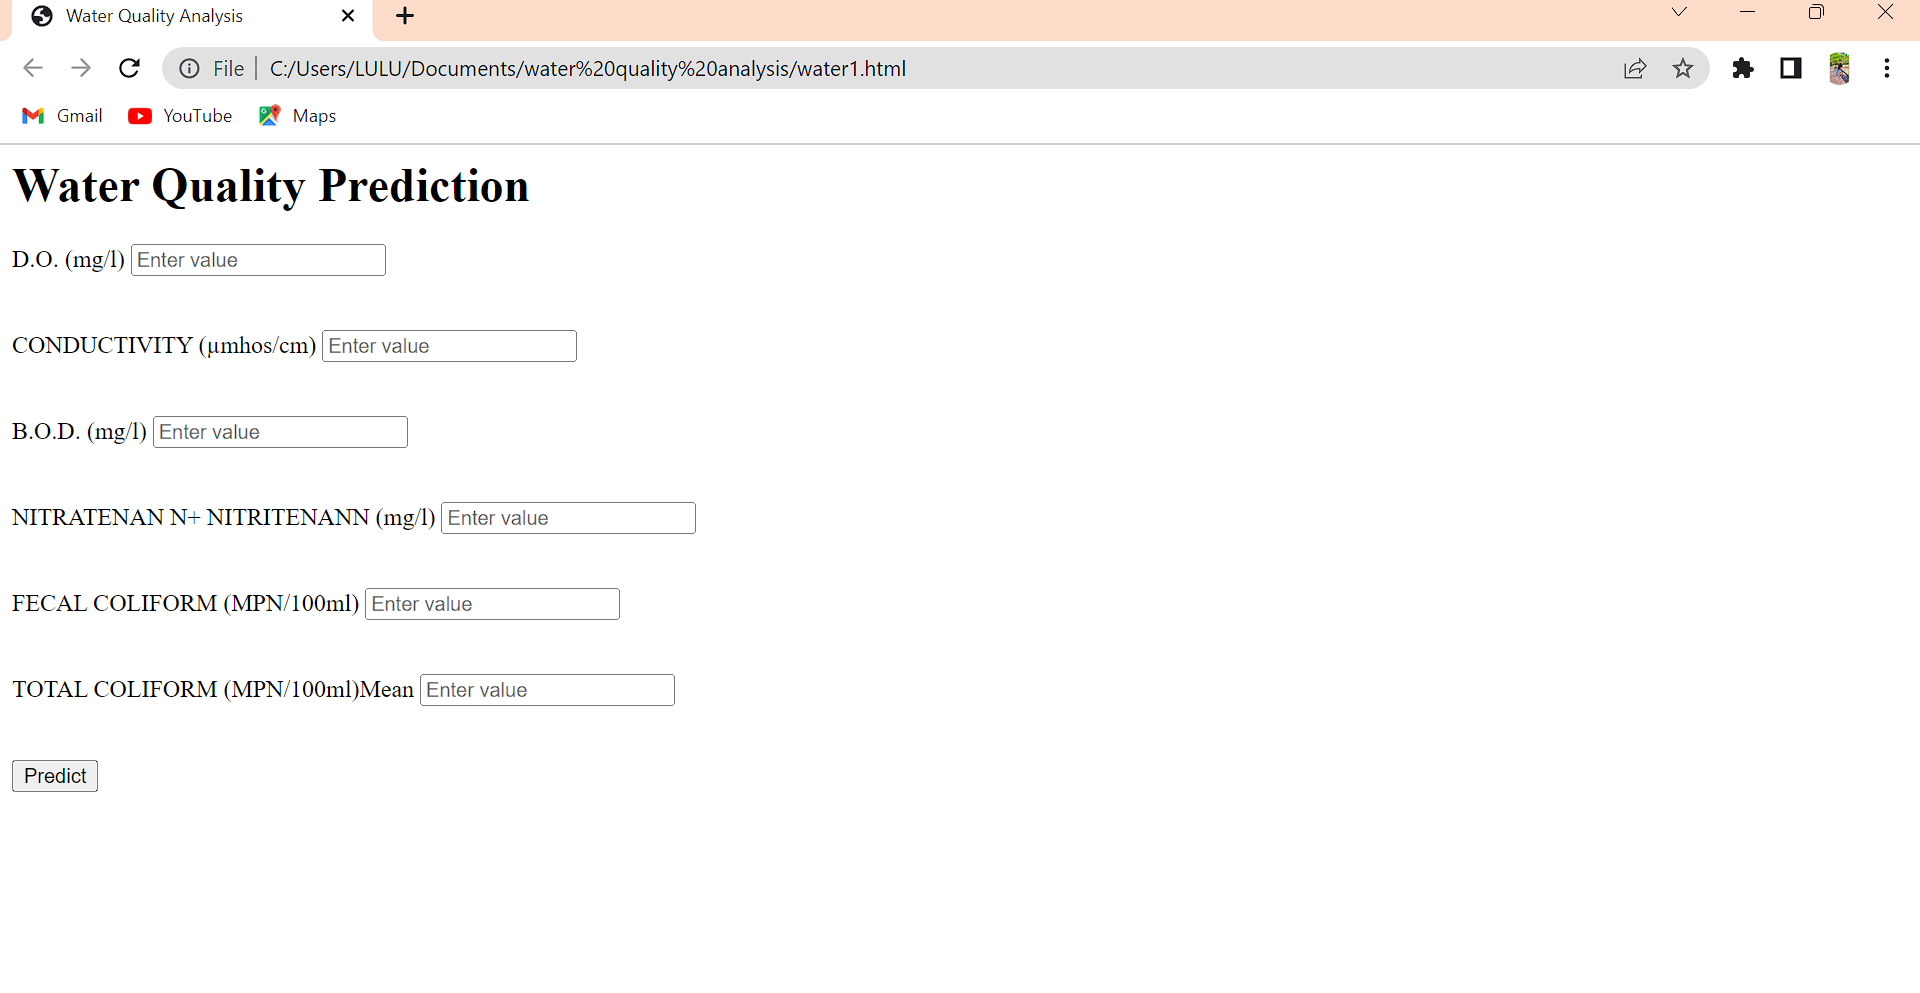 Water Quality Analysis
File C:/Users/LULU/Documents/water%20quality%20analysis/water1.html
Gmail YouTube Maps
Water Quality Prediction
D.O. (mg/l) Enter value
CONDUCTIVITY (µmhos/cm) Enter value
B.O.D. (mg/l) Enter value
NITRATENAN N+ NITRITENANN (mg/l) Enter value
FECAL COLIFORM (MPN/100ml) Enter value
TOTAL COLIFORM (MPN/100ml)Mean Enter value
Predict